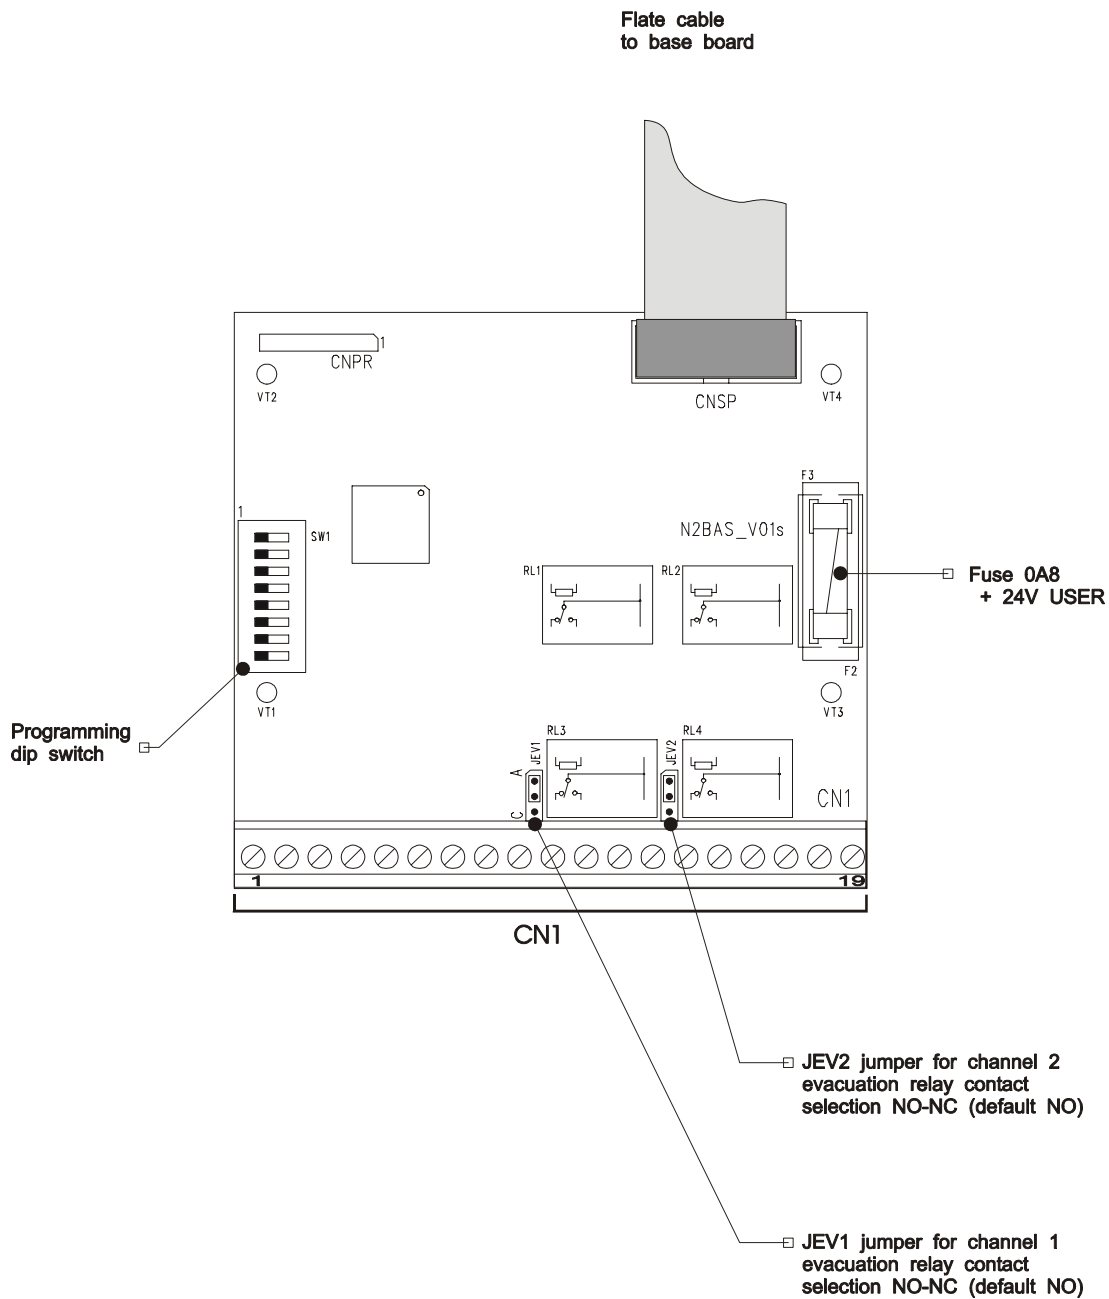 Flate cable
to base board
1
CNPR
CNSP
VT2
VT4
F3
1
SW1
N2BAS_V01s
RL1
RL2
Fuse 0A8
+ 24V USER
F2
VT1
VT3
Programming
dip switch
RL3
RL4
JEV1
JEV2
A
C
CN1
1
19
CN1
JEV2 jumper for channel 2
evacuation relay contact
selection NO-NC (default NO)
JEV1 jumper for channel 1
evacuation relay contact
selection NO-NC (default NO)